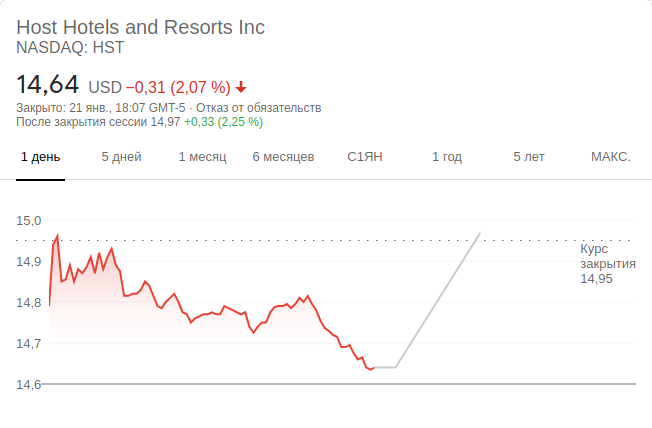 Host Hotels and Resorts Inc
NASDAQ: HST
14,64 USD −0,31 (2,07 %)
Закрыто: 21 янв., 18:07 GMT-5 · Отказ от обязательств
После закрытия сессии 14,97 +0,33 (2,25 %)
1 день 5 дней 1 месяц 6 месяцев С1ЯН 1 год 5 лет МАКС.
15,0
14,9
14,8
14,7
14,6
Курс
закрытия
14,95